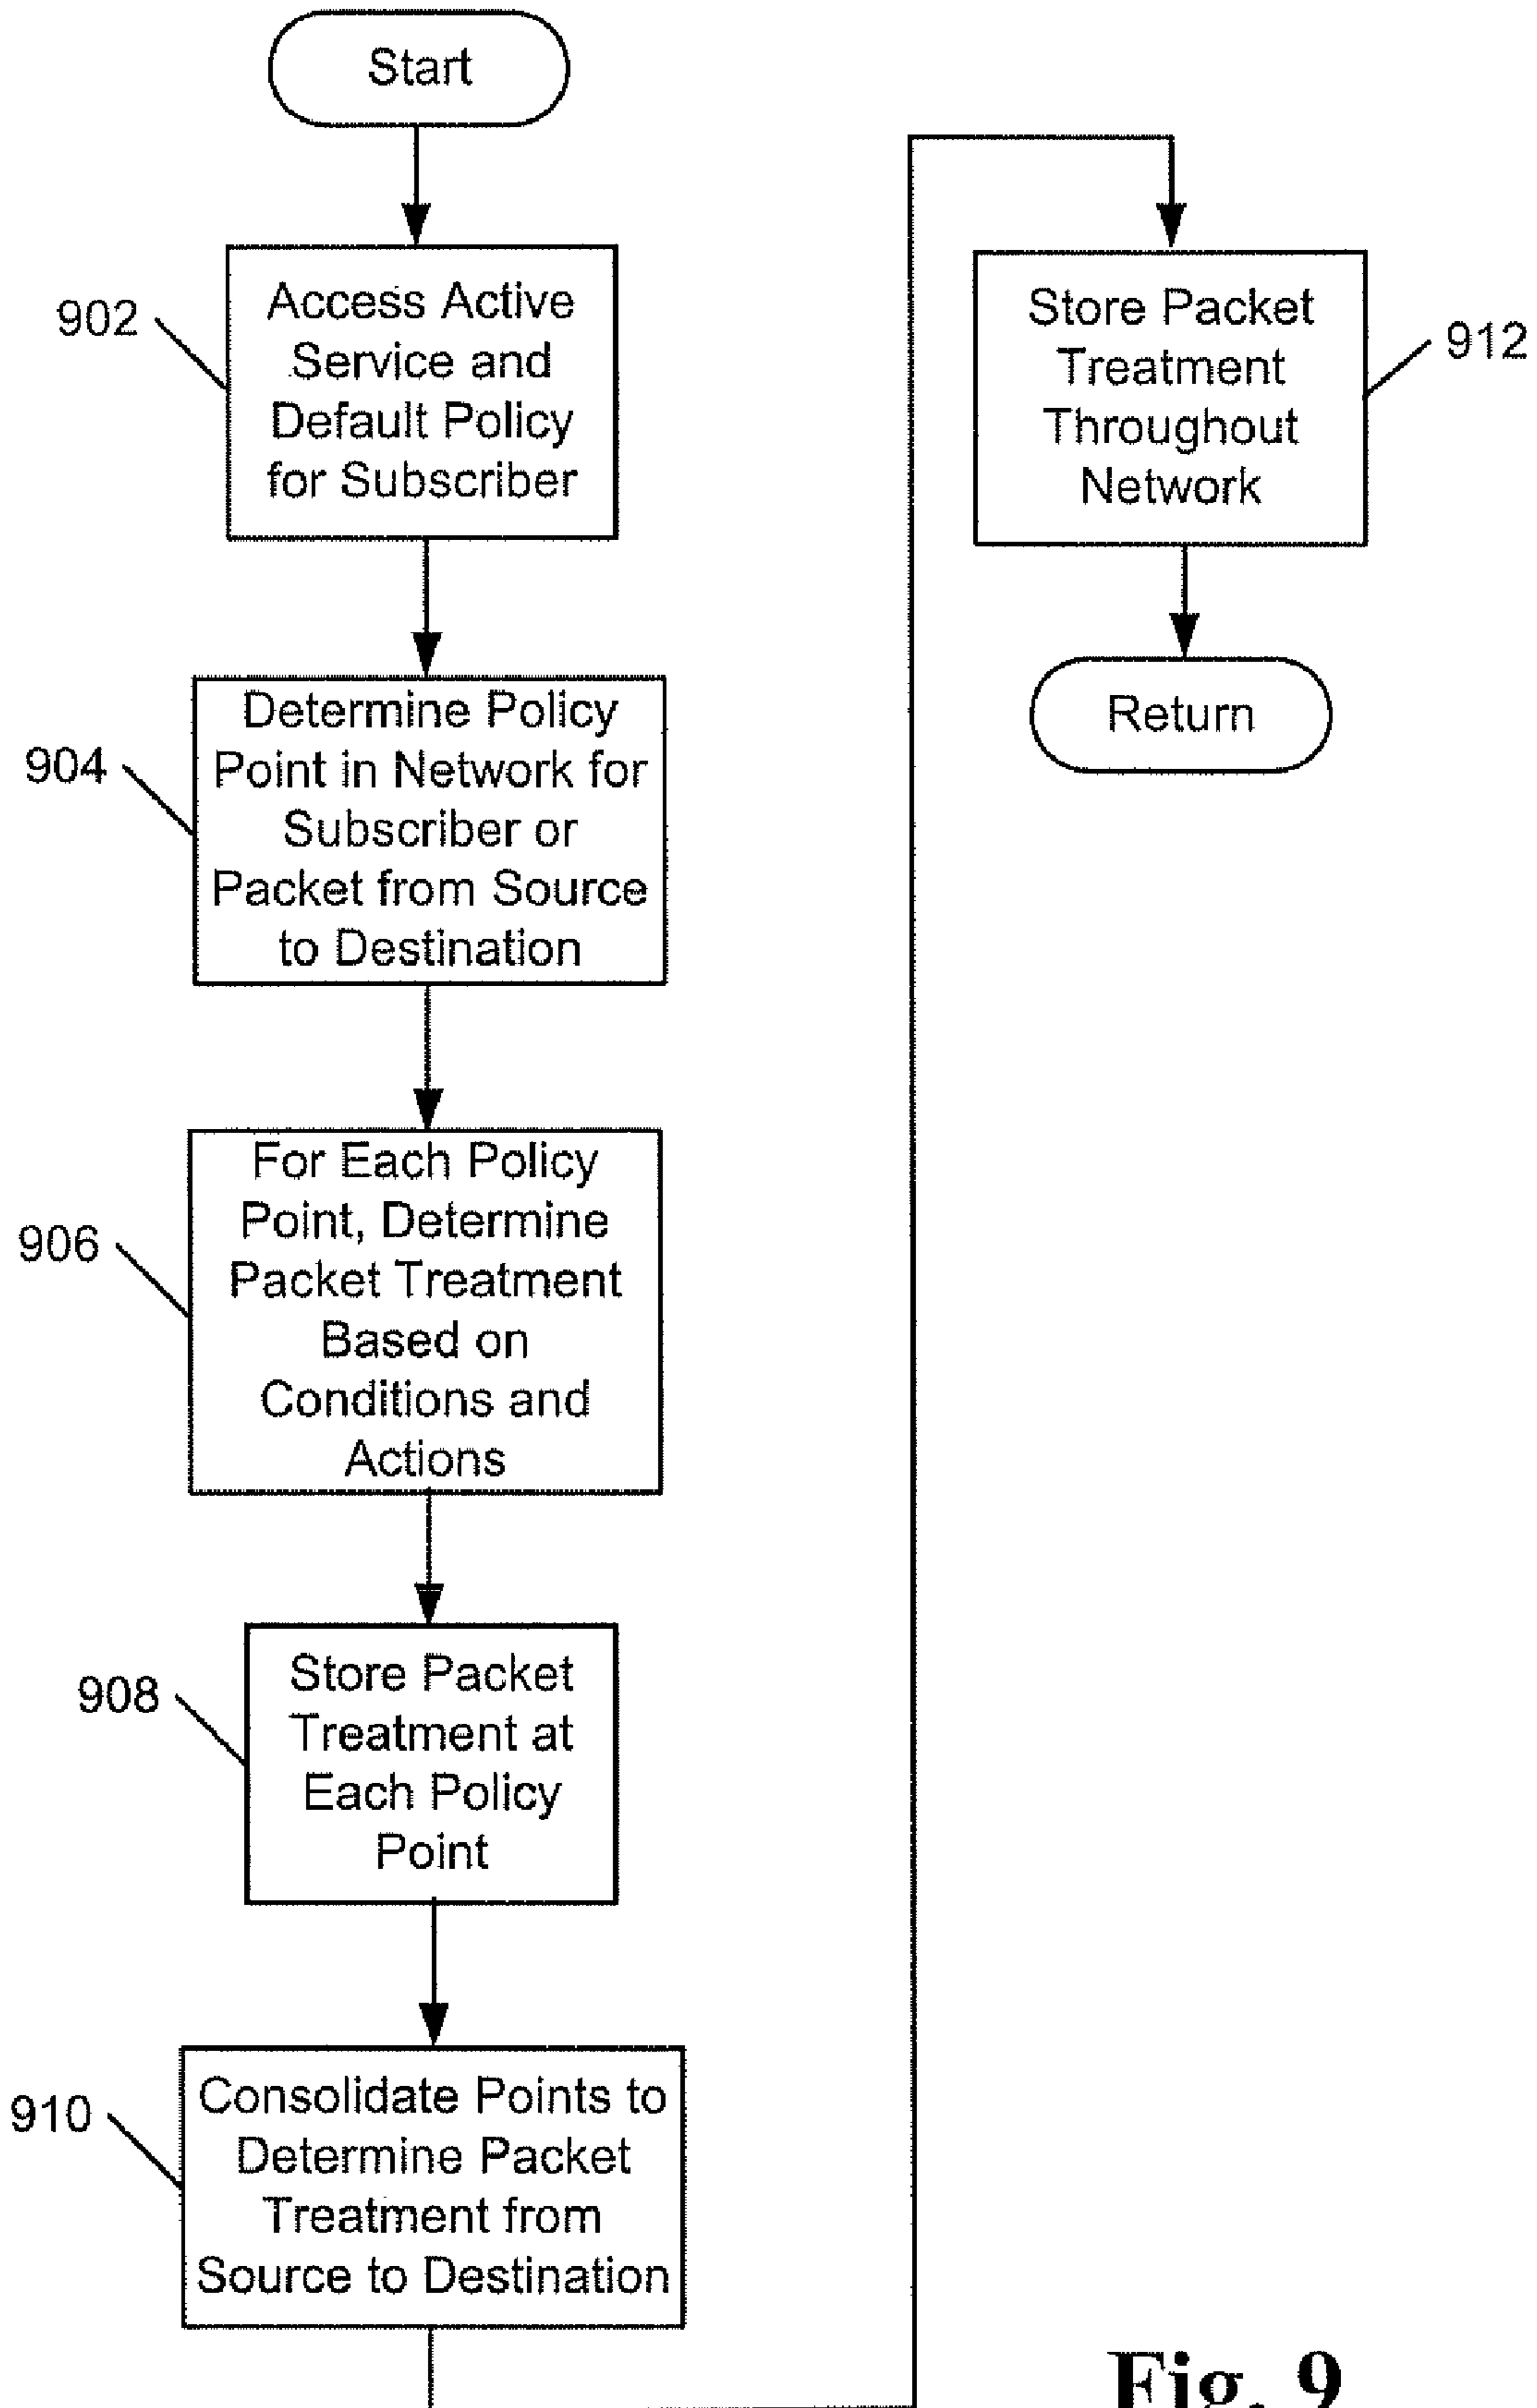 Start
902
Access Active
Service and
Default Policy
for Subscriber
904
Determine Policy
Point in Network for
Subscriber or
Packet from Source
to Destination
906
For Each Policy
Point, Determine
Packet Treatment
Based on
Conditions and
Actions
908
Store Packet
Treatment at
Each Policy
Point
910
Consolidate Points to
Determine Packet
Treatment from
Source to Destination
Store Packet
Treatment
Throughout
Network
912
Return
Fig. 9